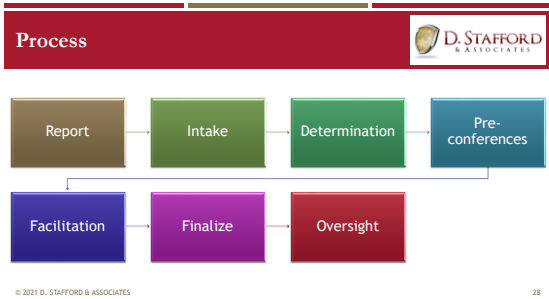 Process
D. STAFFORD
& ASSOCIATES
Report
Intake
Determination
Pre-
conferences
Facilitation
Finalize
Oversight
© 2021 D. STAFFORD & ASSOCIATES
28